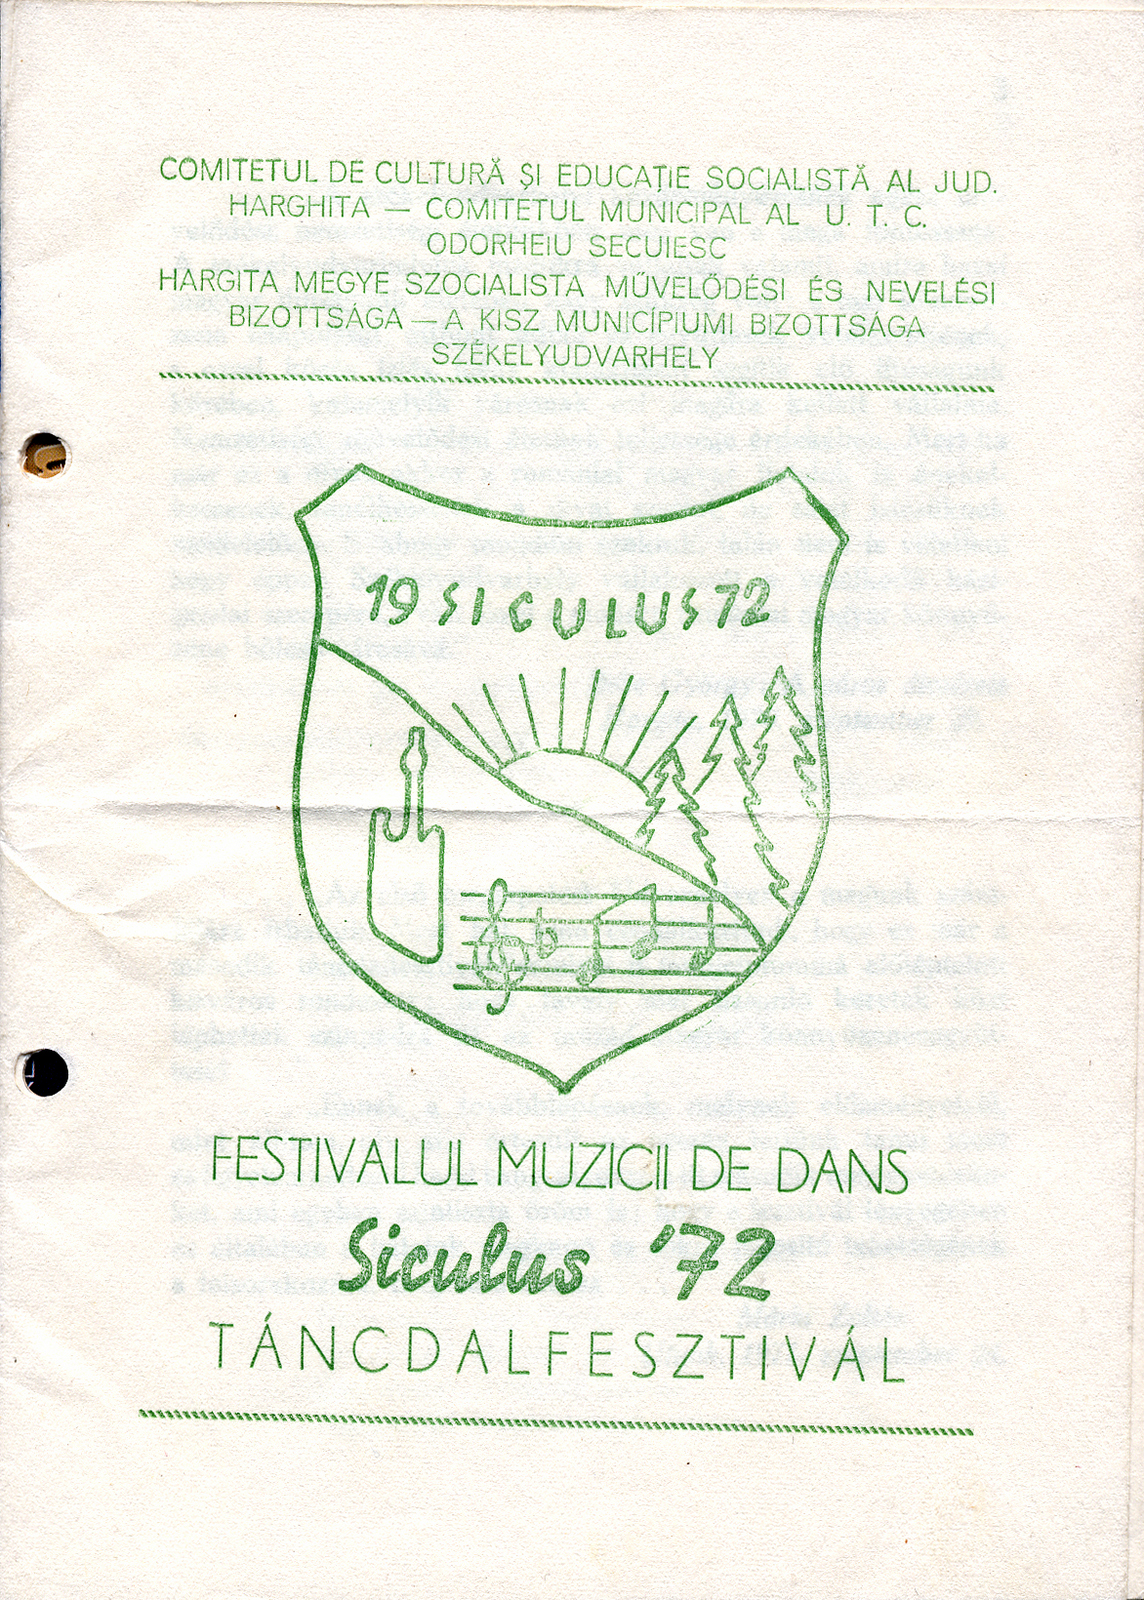 COMITETUL DE CULTURĂ ȘI EDUCAȚIE SOCIALISTĂ AL JUD.
HARGHITA — COMITETUL MUNICIPAL AL U. T. C.
ODORHEIU SECUIESC
HARGITA MEGYE SZOCIALISTA MŰVELŐDÉSI ÉS NEVELÉSI
BIZOTTSÁGA — A KISZ MUNICÍPIUMI BIZOTTSÁGA
SZÉKELYUDVARHELY
19 SICULUS 72
FESTIVALUL MUZICII DE DANS
Siculus '72
TÁNCDALFESZTIVÁL